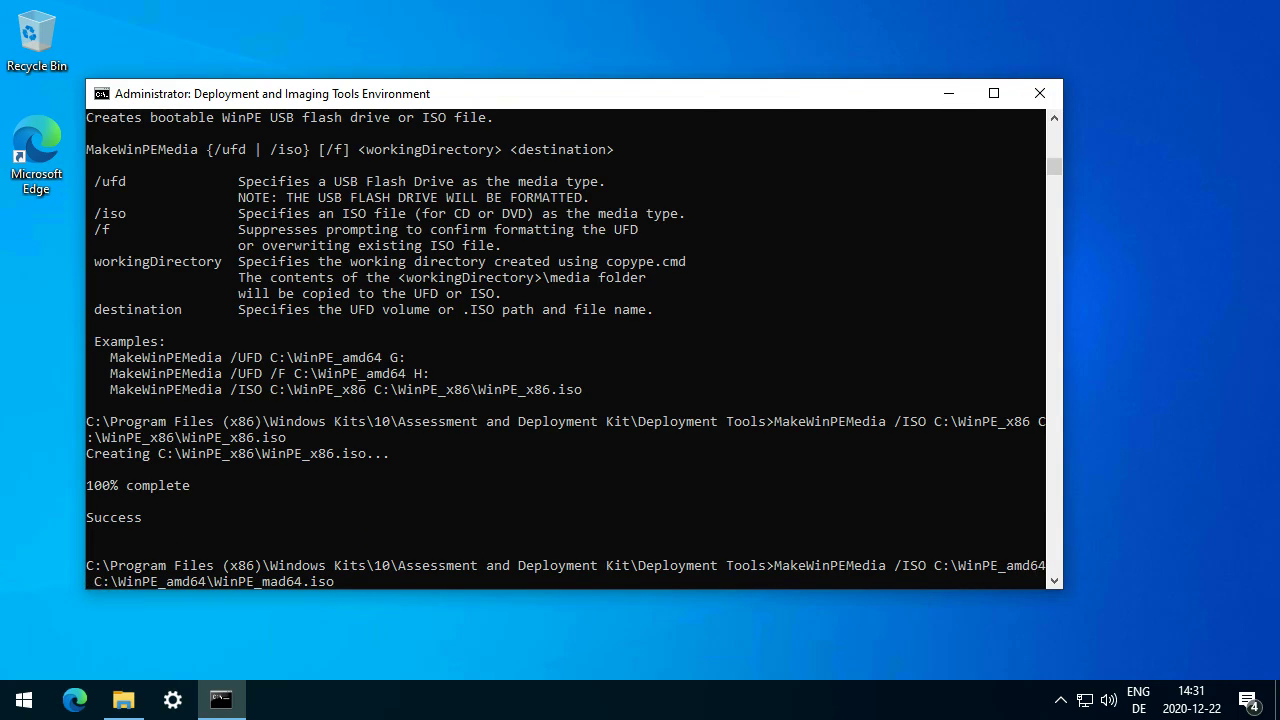 Recycle Bin
Microsoft
Edge
Administrator: Deployment and Imaging Tools Environment
Creates bootable WinPE USB flash drive or ISO file.
MakeWinPEMedia {/ufd | /iso} [/f] <workingDirectory> <destination>
/ufd Specifies a USB Flash Drive as the media type.
NOTE: THE USB FLASH DRIVE WILL BE FORMATTED.
/iso Specifies an ISO file (for CD or DVD) as the media type.
/f Suppresses prompting to confirm formatting the UFD
or overwriting existing ISO file.
workingDirectory Specifies the working directory created using copype.cmd
The contents of the <workingDirectory>\media folder
will be copied to the UFD or ISO.
destination Specifies the UFD volume or .ISO path and file name.
Examples:
MakeWinPEMedia /UFD C:\WinPE_amd64 G:
MakeWinPEMedia /UFD /F C:\WinPE_amd64 H:
MakeWinPEMedia /ISO C:\WinPE_x86 C:\WinPE_x86\WinPE_x86.iso
C:\Program Files (x86)\Windows Kits\10\Assessment and Deployment Kit\Deployment Tools>MakeWinPEMedia /ISO C:\WinPE_x86 C
:\WinPE_x86\WinPE_x86.iso
Creating C:\WinPE_x86\WinPE_x86.iso...
100% complete
Success
C:\Program Files (x86)\Windows Kits\10\Assessment and Deployment Kit\Deployment Tools>MakeWinPEMedia /ISO C:\WinPE_amd64
C:\WinPE_amd64\WinPE_mad64.iso
ENG 14:31
DE 2020-12-22
4